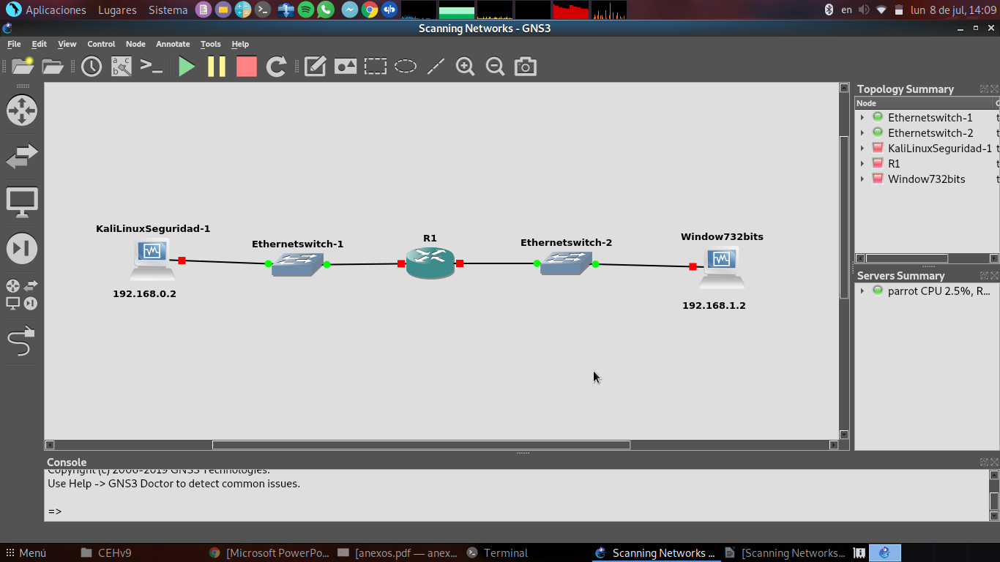 Aplicaciones Lugares Sistema en lun 8 de jul, 14:09
Scanning Networks - GNS3
File Edit View Control Node Annotate Tools Help
Topology Summary
Node
Ethernetswitch-1
Ethernetswitch-2
KaliLinuxSeguridad-1
R1
Window732bits
KaliLinuxSeguridad-1
Ethernetswitch-1
R1
Ethernetswitch-2
Window732bits
192.168.0.2
192.168.1.2
Servers Summary
parrot CPU 2.5%, R...
Console
Copyright (c) 2006-2019 GNS3 Technologies.
Use Help -> GNS3 Doctor to detect common issues.
=>
Menú CEHv9 [Microsoft PowerPo... [anexos.pdf — anex... Terminal Scanning Networks ... [Scanning Networks...